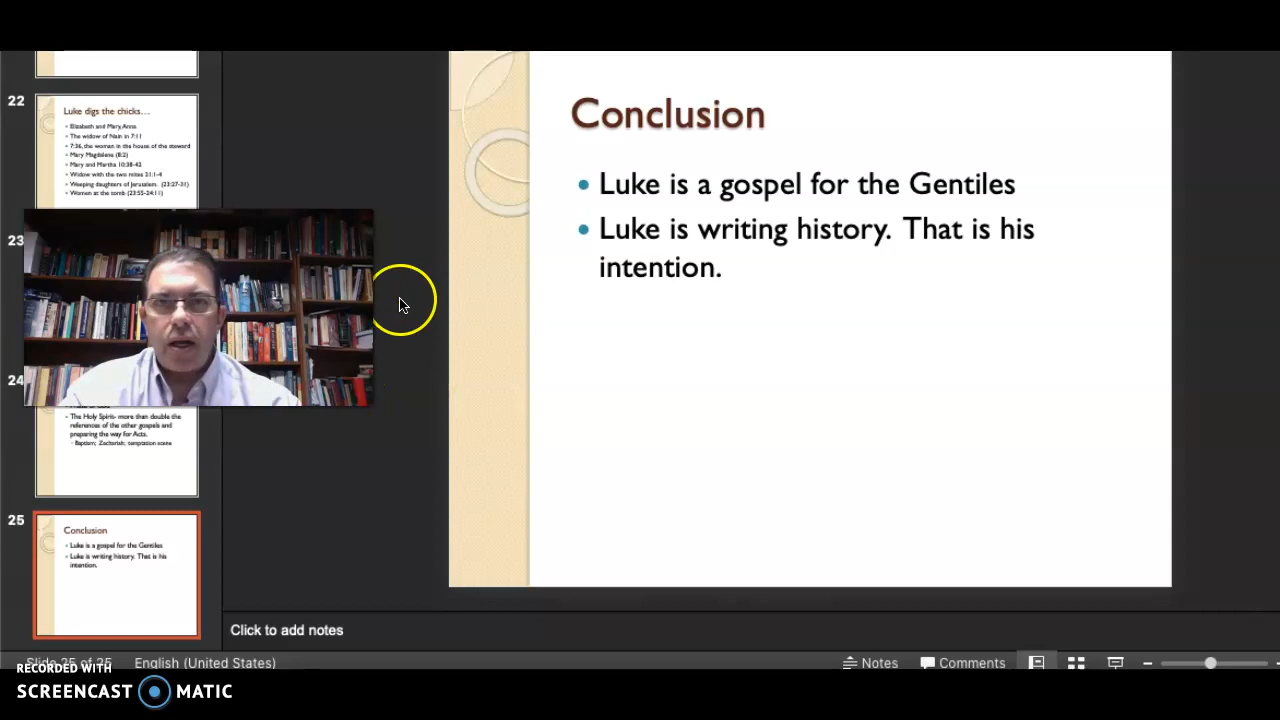 22
Luke digs the chicks…
• Elizabeth and Mary, Anna.
• The widow of Nain in 7:11
• 7:36, the woman in the house of the steward
• Mary Magdalene (8:2)
• Mary and Martha 10:38-42
• Widow with the two mites 21:1-4
• Weeping daughters of Jerusalem. (23:27-31)
• Women at the tomb (23:55-24:11)
23
24
• The Holy Spirit- more than double the
references of the other gospels and
preparing the way for Acts.
Baptism; Zechariah; temptation scene
25
Conclusion
• Luke is a gospel for the Gentiles
• Luke is writing history. That is his
intention.
Conclusion
• Luke is a gospel for the Gentiles
• Luke is writing history. That is his
intention.
Click to add notes
Slide 25 of 25
English (United States)
Notes
Comments
RECORDED WITH
SCREENCAST MATIC